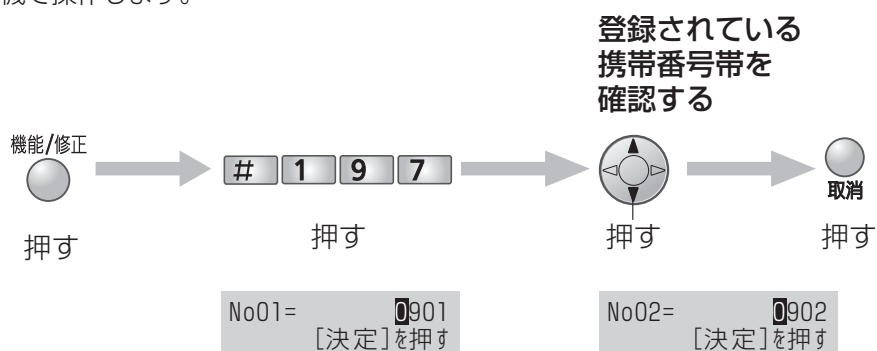 機で操作します。
登録されている
携帯番号帯を
確認する
機能/修正
押す
# 1 9 7
押す
押す
取消
押す
No01= 0901
[決定]を押す
No02= 0902
[決定]を押す